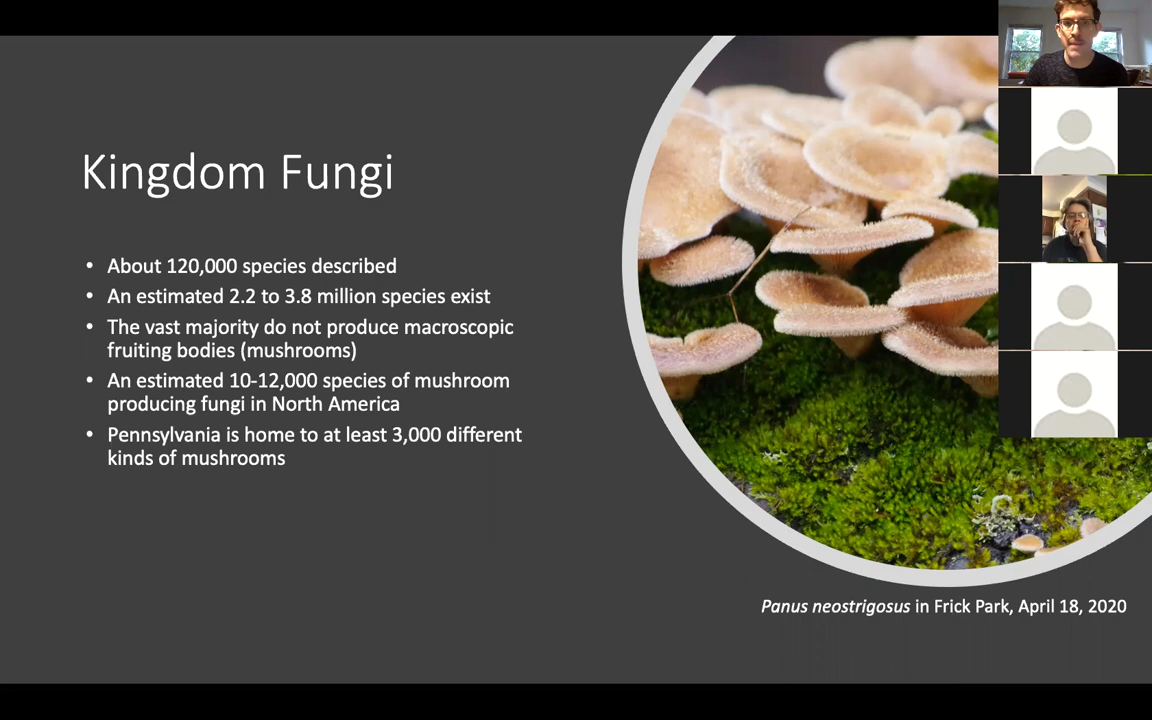 Kingdom Fungi
• About 120,000 species described
• An estimated 2.2 to 3.8 million species exist
• The vast majority do not produce macroscopic
fruiting bodies (mushrooms)
• An estimated 10-12,000 species of mushroom
producing fungi in North America
• Pennsylvania is home to at least 3,000 different
kinds of mushrooms
Panus neostrigosus in Frick Park, April 18, 2020